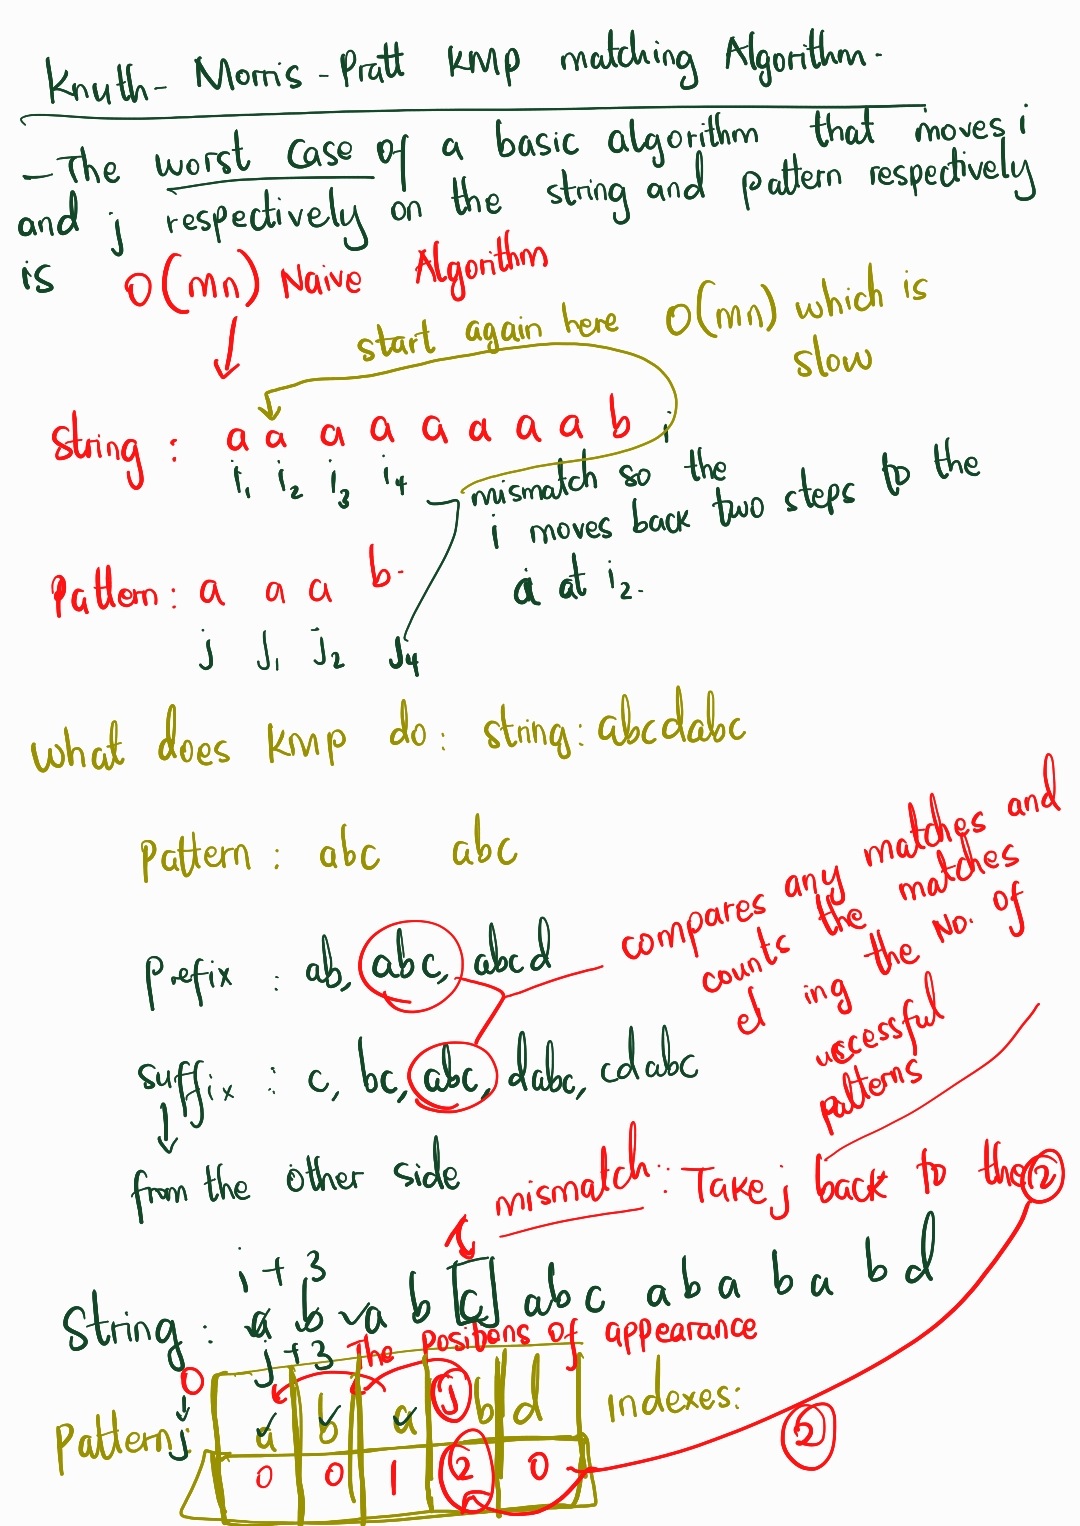 Knuth- Morris - Pratt KMP matching Algorithm-
- The worst case of a basic algorithm that moves i
and j respectively on the string and pattern respectively
is O(mn) Naive Algorithm
start again here O(mn) which is
slow
String : a a a a a a a a b i
i1 i2 i3 i4
mismatch so the
i moves back two steps to the
a at i2.
Pattern : a a a b.
j j1 j2 j4
What does KMP do : string : abcdabc
Pattern : abc abc
Prefix : ab, abc, abcd
compares any matches and
counts the matches
el ing the No. of
uccessful
patterns
suffix : c, bc, abc, dabc, cdabc
from the other side
mismatch : Take j back to the 2
i + 3
String : a b a b c a b c a b a b a b d
j + 3 The positions of appearance
0
j
Pattern : a b a j b d indexes:
2
0 0 1 2 0